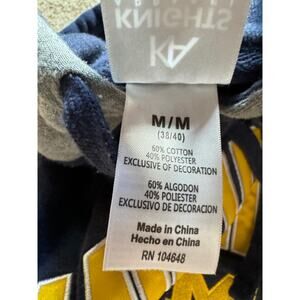 KNIGHTS
APPAREL
KA
M/M
(38/40)
60% COTTON
40% POLYESTER
EXCLUSIVE OF DECORATION
60% ALGODON
40% POLIESTER
EXCLUSIVO DE DECORACION
Made in China
Hecho en China
RN 104648
M